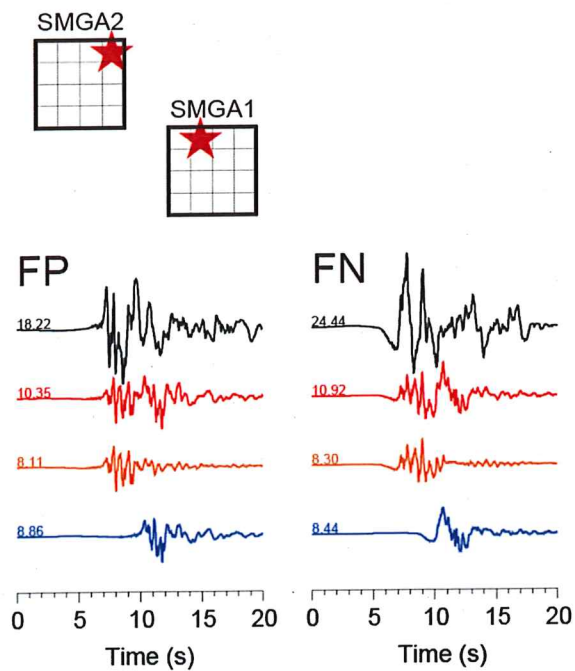 SMGA2
SMGA1
FP FN
18.22 24.44
10.35 10.92
8.11 8.30
8.86 8.44
0 5 10 15 20 0 5 10 15 20
Time (s) Time (s)